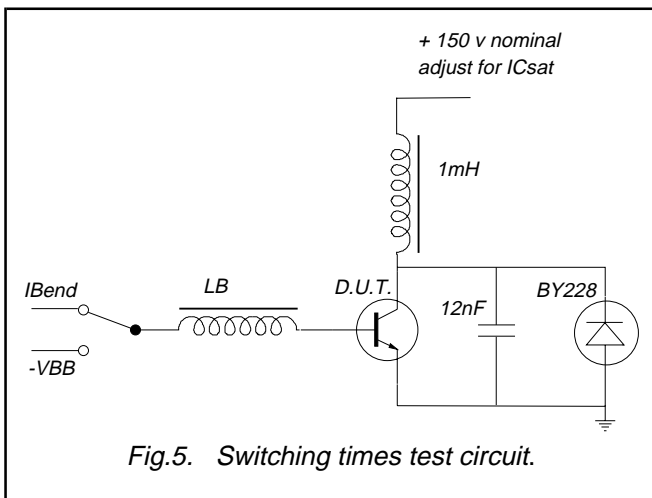 + 150 v nominal
adjust for ICsat
1mH
IBend
LB
D.U.T.
12nF
BY228
-VBB
Fig.5. Switching times test circuit.